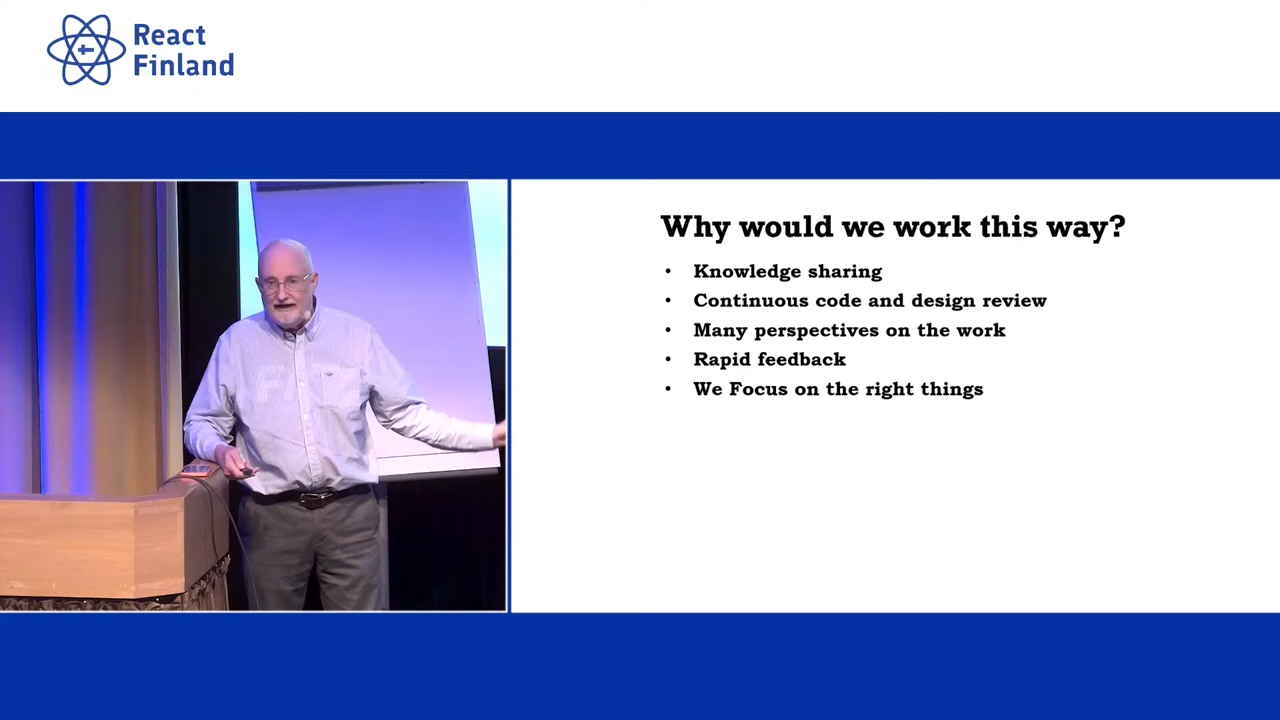 React
Finland
Why would we work this way?
• Knowledge sharing
• Continuous code and design review
• Many perspectives on the work
• Rapid feedback
• We Focus on the right things